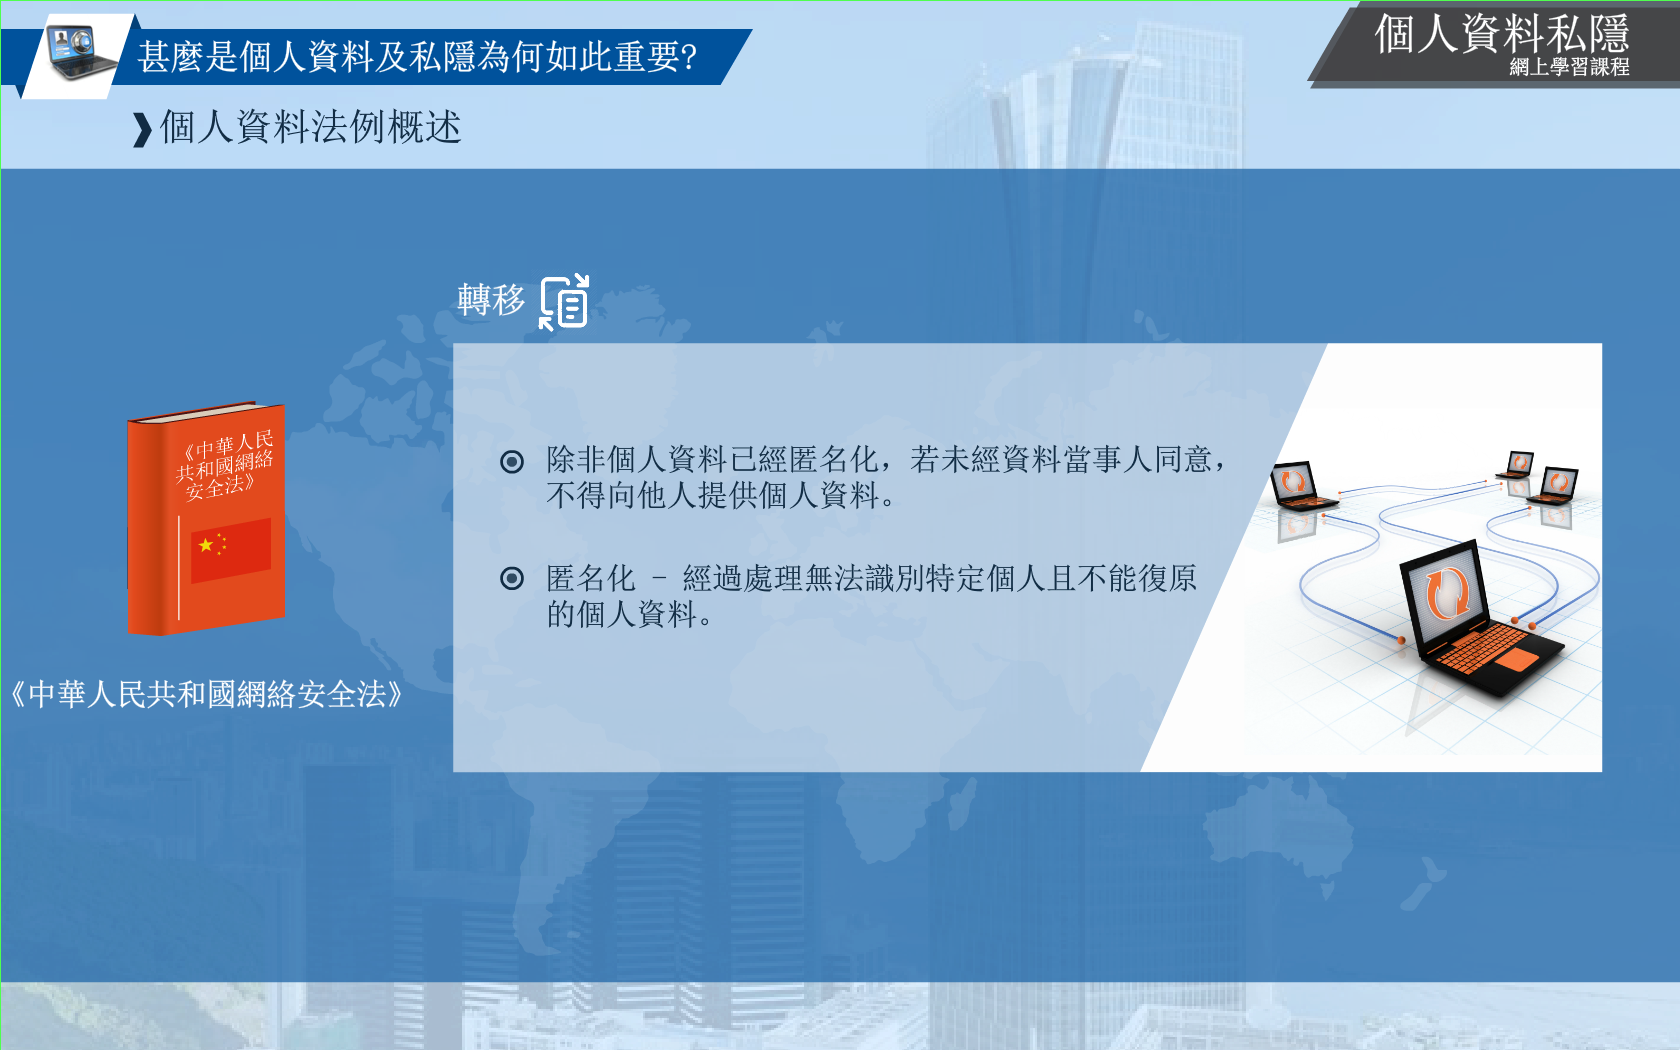 甚麼是個人資料及私隱為何如此重要?
個人資料私隱
網上學習課程
個人資料法例概述
轉移
《中華人民
共和國網絡
安全法》
除非個人資料已經匿名化，若未經資料當事人同意，
不得向他人提供個人資料。
匿名化 － 經過處理無法識別特定個人且不能復原
的個人資料。
《中華人民共和國網絡安全法》